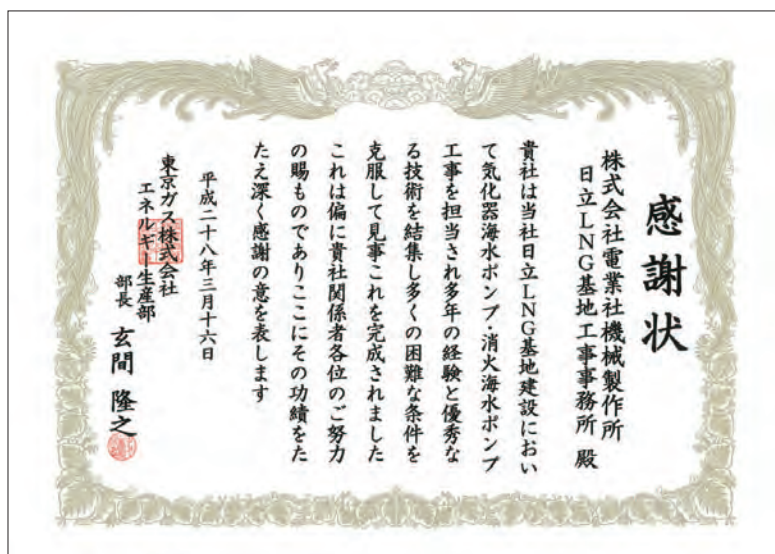 感謝状
株式会社電業社機械製作所
日立LNG基地工事事務所 殿
貴社は当社日立LNG基地建設におい
て気化器海水ポンプ・消火海水ポンプ
工事を担当され多年の経験と優秀な
る技術を結集し多くの困難な条件を
克服して見事これを完成されました
これは偏に貴社関係者各位のご努力
の賜ものでありここにその功績をた
たえ深く感謝の意を表します
平成二十八年三月十六日
東京ガス株式会社
エネルギー生産部
部長 玄間 隆之